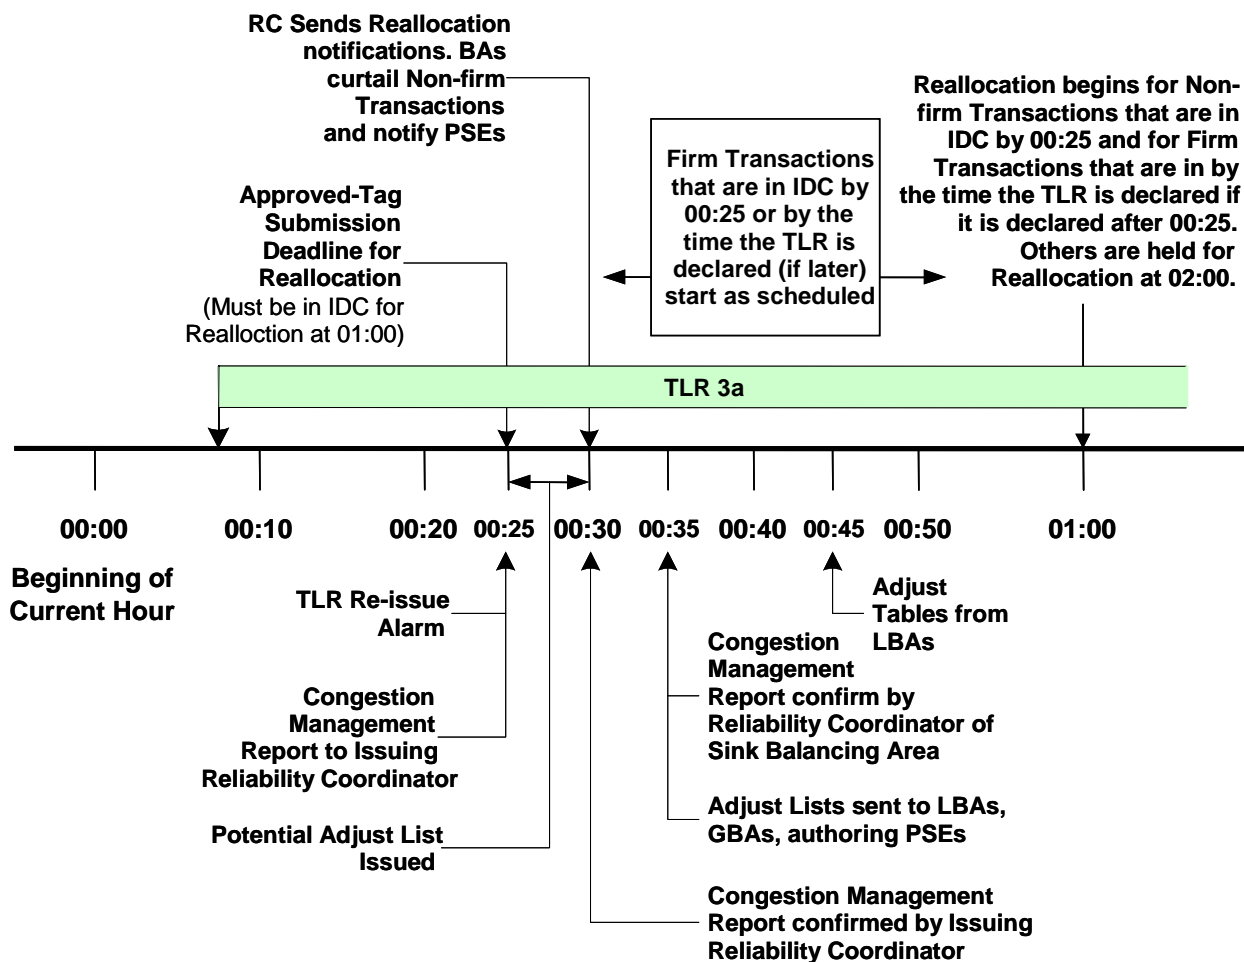 RC Sends Reallocation
notifications. BAs
curtail Non-firm
Transactions
and notify PSEs
Reallocation begins for Non-
firm Transactions that are in
IDC by 00:25 and for Firm
Transactions that are in by
the time the TLR is declared if
it is declared after 00:25.
Others are held for
Reallocation at 02:00.
Firm Transactions
that are in IDC by
00:25 or by the
time the TLR is
declared (if later)
start as scheduled
Approved-Tag
Submission
Deadline for
Reallocation
(Must be in IDC for
Realloction at 01:00)
TLR 3a
00:00
00:10
00:20
00:25
00:30
00:35
00:40
00:45
00:50
01:00
Beginning of
Current Hour
TLR Re-issue
Alarm
Adjust
Tables from
LBAs
Congestion
Management
Report to Issuing
Reliability Coordinator
Congestion
Management
Report confirm by
Reliability Coordinator of
Sink Balancing Area
Potential Adjust List
Issued
Adjust Lists sent to LBAs,
GBAs, authoring PSEs
Congestion Management
Report confirmed by Issuing
Reliability Coordinator